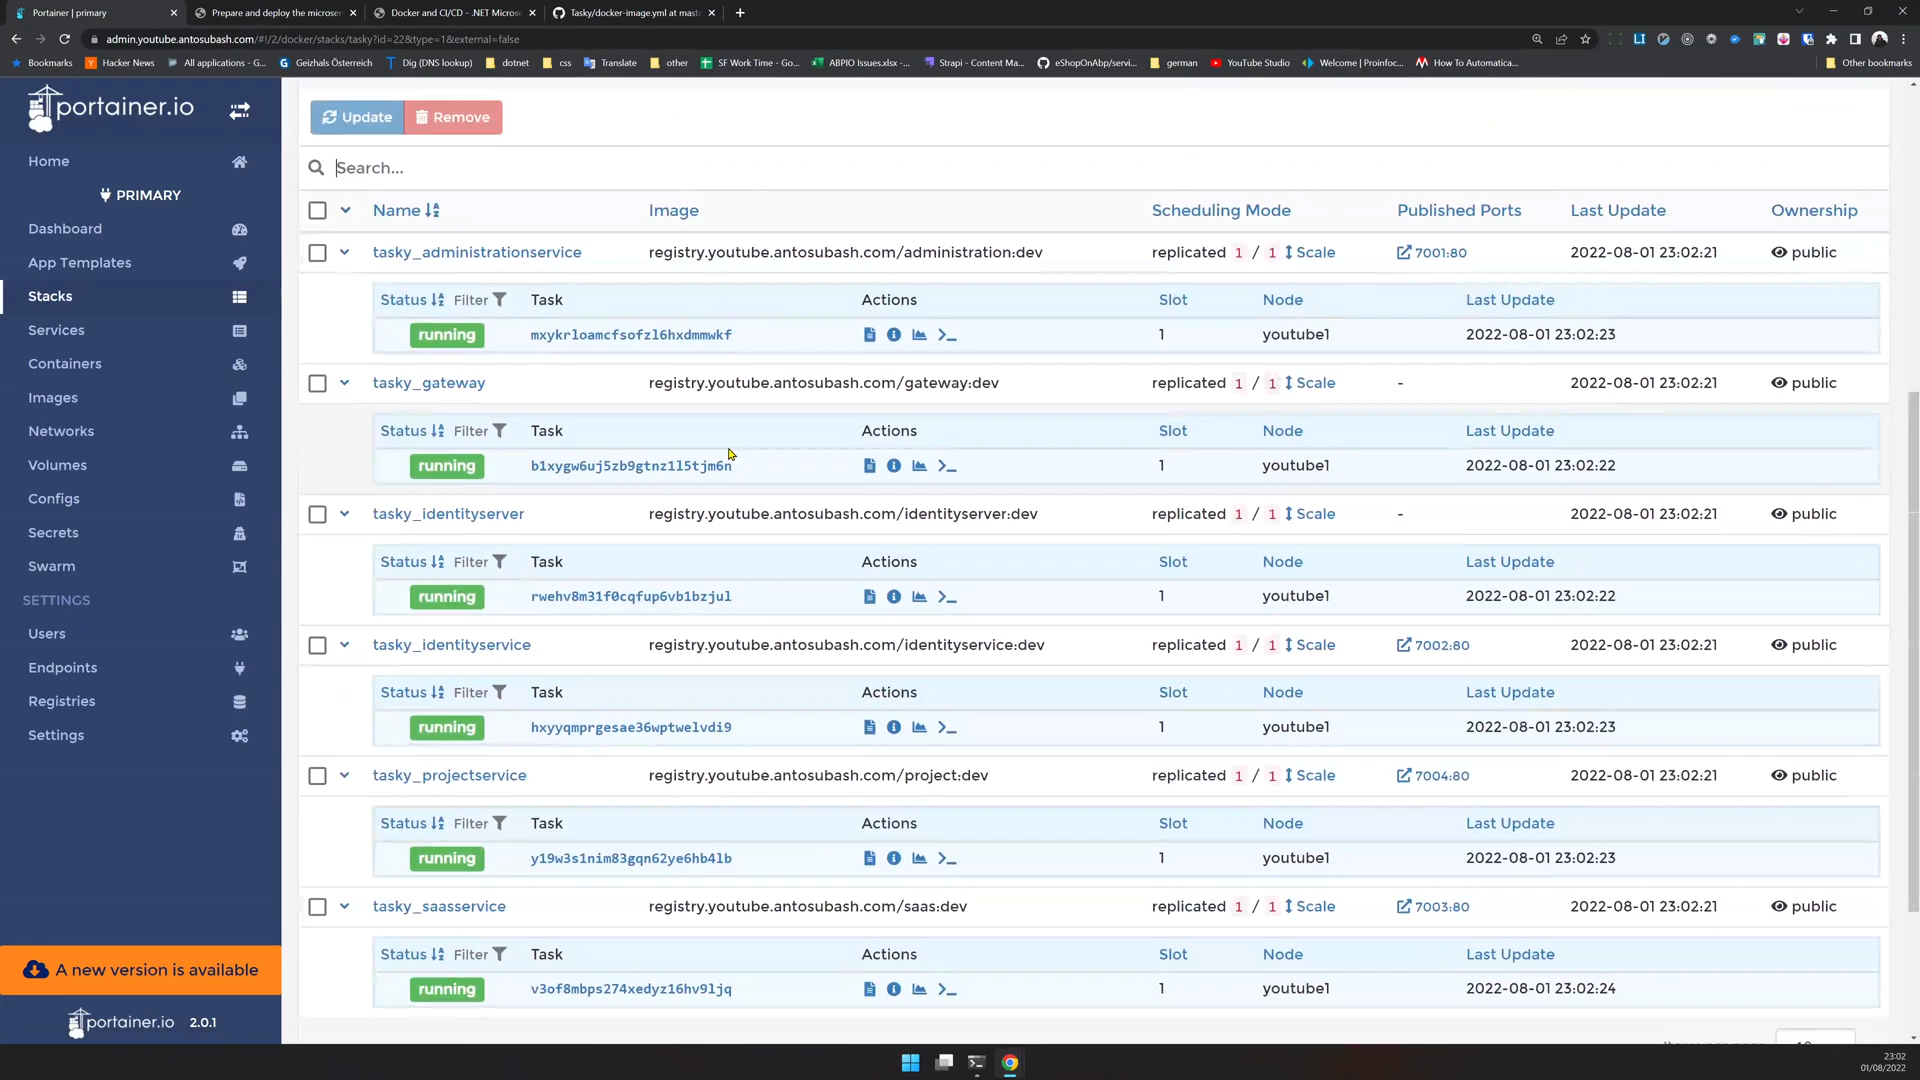 Portainer | primary
Prepare and deploy the microser
Docker and CI/CD - .NET Microse
Tasky/docker-image.yml at mast
admin.youtube.antosubash.com/#!/2/docker/stacks/tasky?id=22&type=1&external=false
Bookmarks
Hacker News
All applications - G...
Geizhals Österreich
Dig (DNS lookup)
dotnet
css
Translate
other
SF Work Time - Go...
ABPIO Issues.xlsx -...
Strapi - Content Ma...
eShopOnAbp/servi...
german
YouTube Studio
Welcome | Proinfoc...
How To Automatica...
Other bookmarks
portainer.io
Home
PRIMARY
Dashboard
App Templates
Stacks
Services
Containers
Images
Networks
Volumes
Configs
Secrets
Swarm
SETTINGS
Users
Endpoints
Registries
Settings
A new version is available
portainer.io 2.0.1
Update
Remove
Search...
Name Image Scheduling Mode Published Ports Last Update Ownership
tasky_administrationservice registry.youtube.antosubash.com/administration:dev replicated 1 / 1 Scale 7001:80 2022-08-01 23:02:21 public
Status Filter Task Actions Slot Node Last Update
running mxykrloamcfsofzl6hxdmmwkf 1 youtube1 2022-08-01 23:02:23
tasky_gateway registry.youtube.antosubash.com/gateway:dev replicated 1 / 1 Scale - 2022-08-01 23:02:21 public
Status Filter Task Actions Slot Node Last Update
running b1xygw6uj5zb9gtnz1l5tjm6n 1 youtube1 2022-08-01 23:02:22
tasky_identityserver registry.youtube.antosubash.com/identityserver:dev replicated 1 / 1 Scale - 2022-08-01 23:02:21 public
Status Filter Task Actions Slot Node Last Update
running rwehv8m31f0cqfup6vb1bzjul 1 youtube1 2022-08-01 23:02:22
tasky_identityservice registry.youtube.antosubash.com/identityservice:dev replicated 1 / 1 Scale 7002:80 2022-08-01 23:02:21 public
Status Filter Task Actions Slot Node Last Update
running hxyyqmprgesae36wptwelvdi9 1 youtube1 2022-08-01 23:02:23
tasky_projectservice registry.youtube.antosubash.com/project:dev replicated 1 / 1 Scale 7004:80 2022-08-01 23:02:21 public
Status Filter Task Actions Slot Node Last Update
running y19w3s1nim83gqn62ye6hb4lb 1 youtube1 2022-08-01 23:02:23
tasky_saasservice registry.youtube.antosubash.com/saas:dev replicated 1 / 1 Scale 7003:80 2022-08-01 23:02:21 public
Status Filter Task Actions Slot Node Last Update
running v3of8mbps274xedyz16hv9ljq 1 youtube1 2022-08-01 23:02:24
23:02
01/08/2022